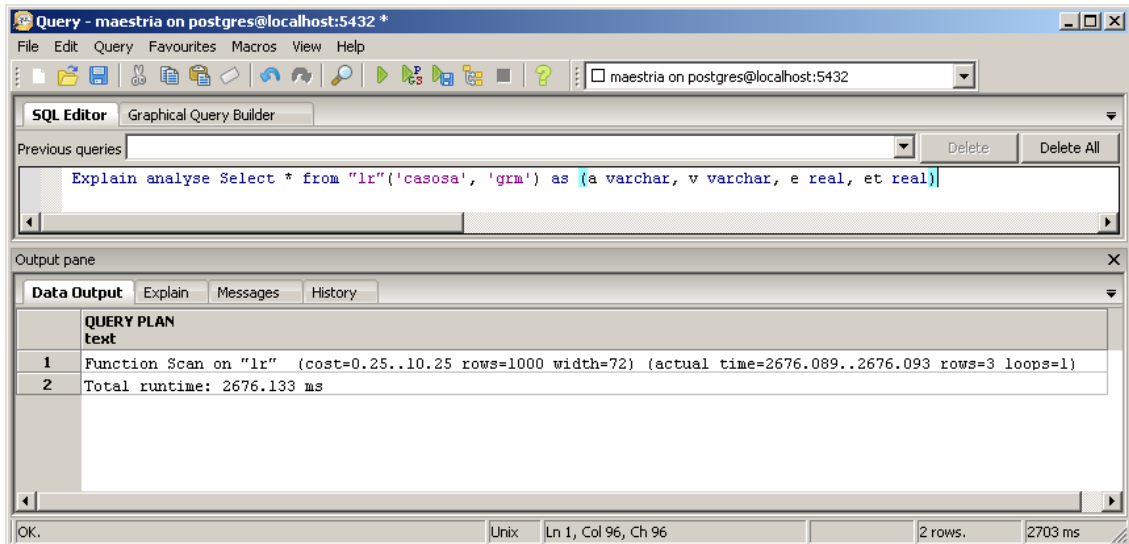 Query - maestria on postgres@localhost:5432 *
File Edit Query Favourites Macros View Help
maestria on postgres@localhost:5432
SQL Editor Graphical Query Builder
Previous queries Delete Delete All
Explain analyse Select * from "lr"('casosa', 'grm') as (a varchar, v varchar, e real, et real)
Output pane
Data Output Explain Messages History
QUERY PLAN
text
1 Function Scan on "lr" (cost=0.25..10.25 rows=1000 width=72) (actual time=2676.089..2676.093 rows=3 loops=1)
2 Total runtime: 2676.133 ms
OK. Unix Ln 1, Col 96, Ch 96 2 rows. 2703 ms